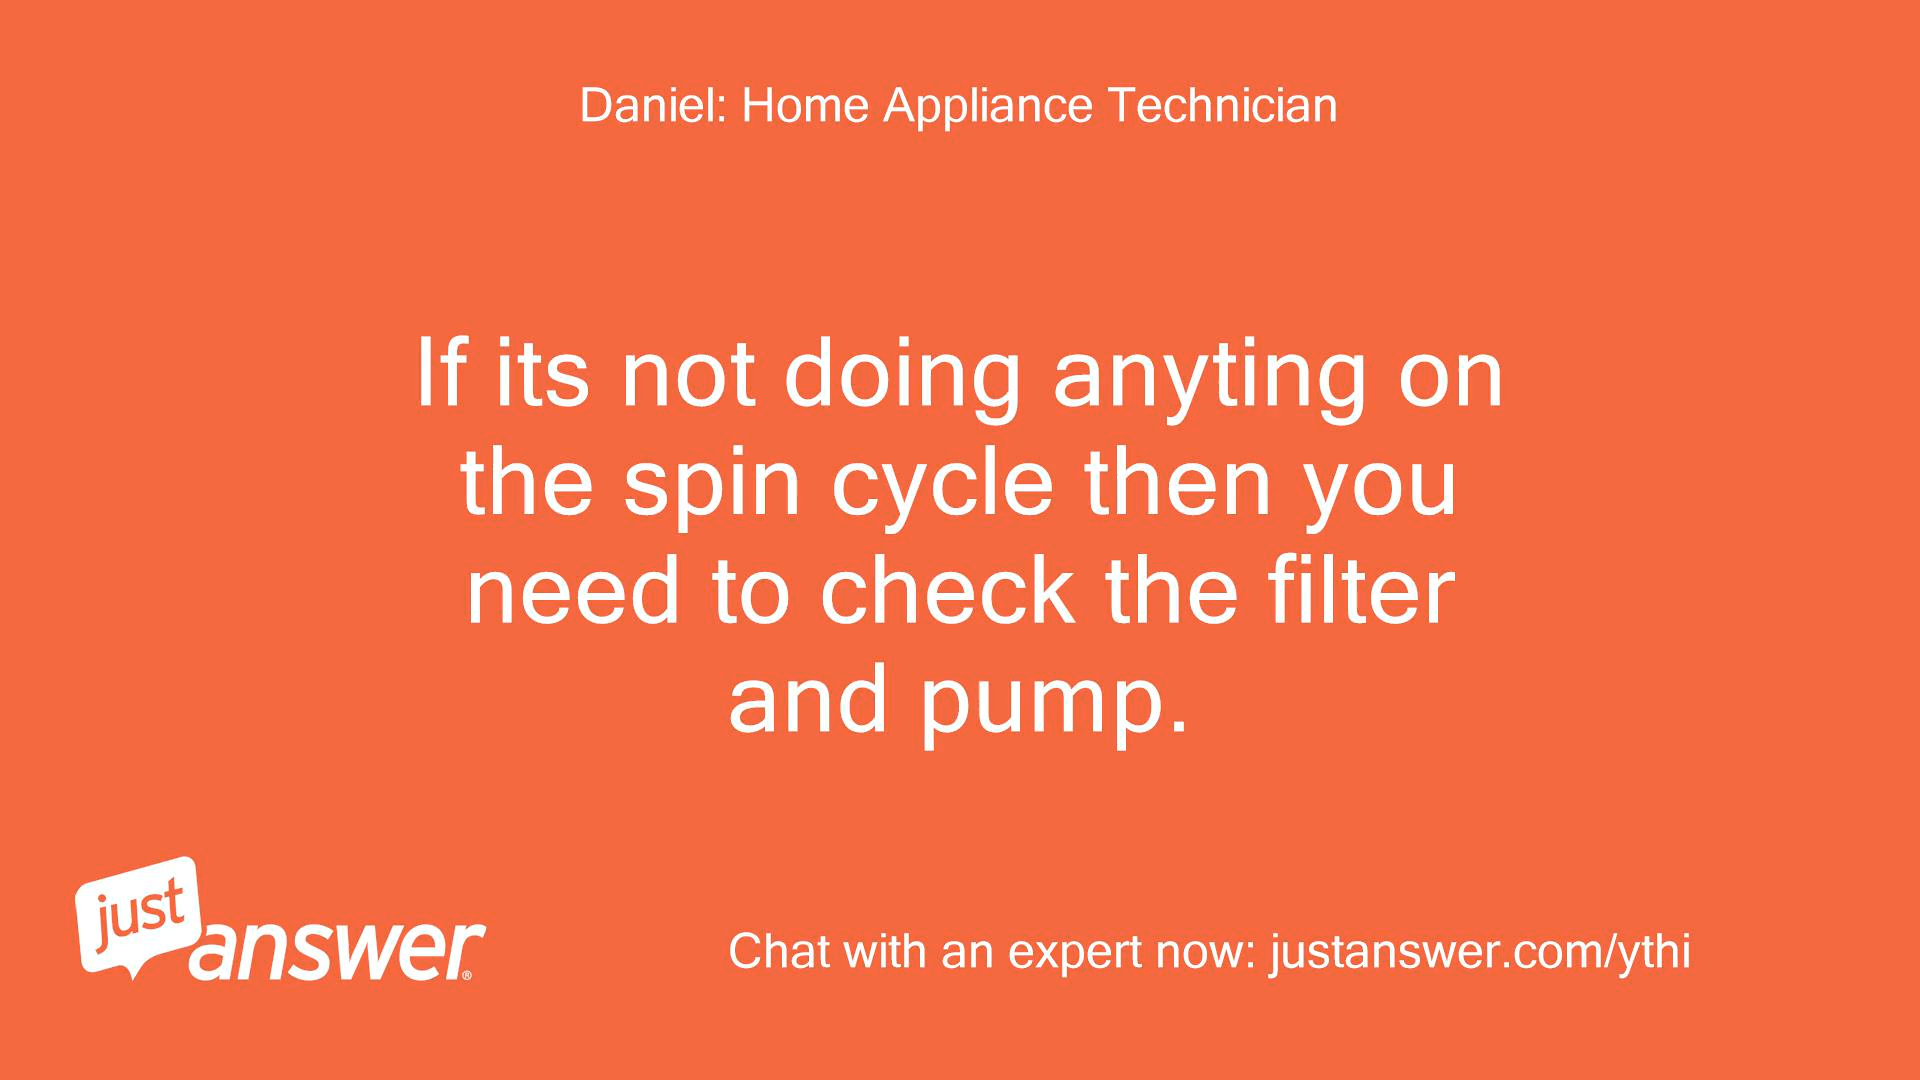 Daniel: Home Appliance Technician
If its not doing anyting on
the spin cycle then you
need to check the filter
and pump.
just
answer®
Chat with an expert now: justanswer.com/ythi